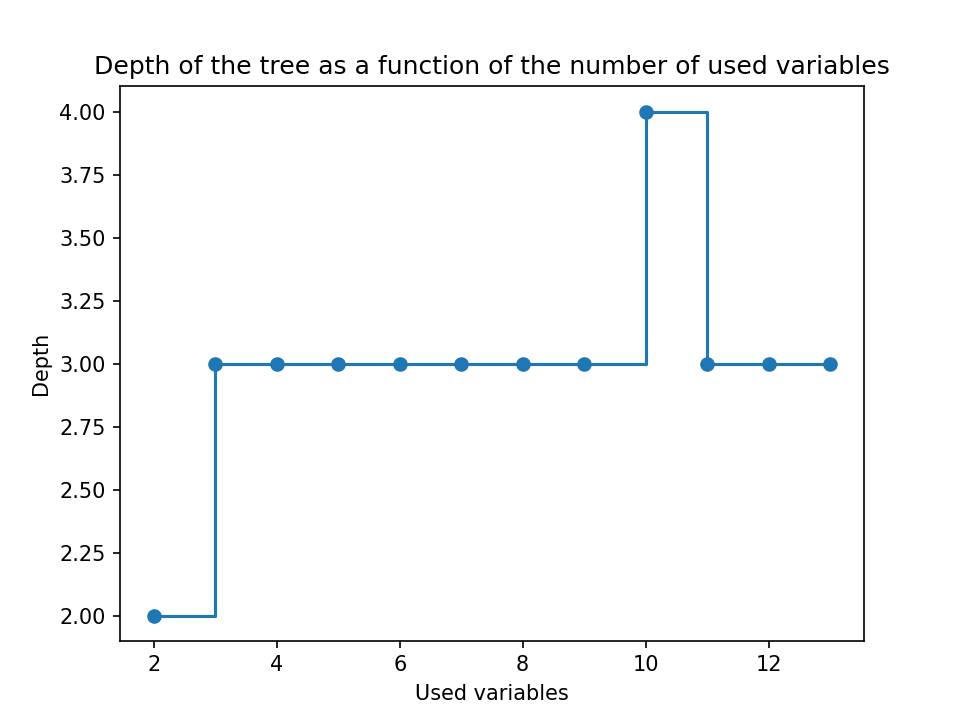 Depth of the tree as a function of the number of used variables
4.00
3.75
3.50
3.25
3.00
2.75
2.50
2.25
2.00
Depth
2 4 6 8 10 12
Used variables